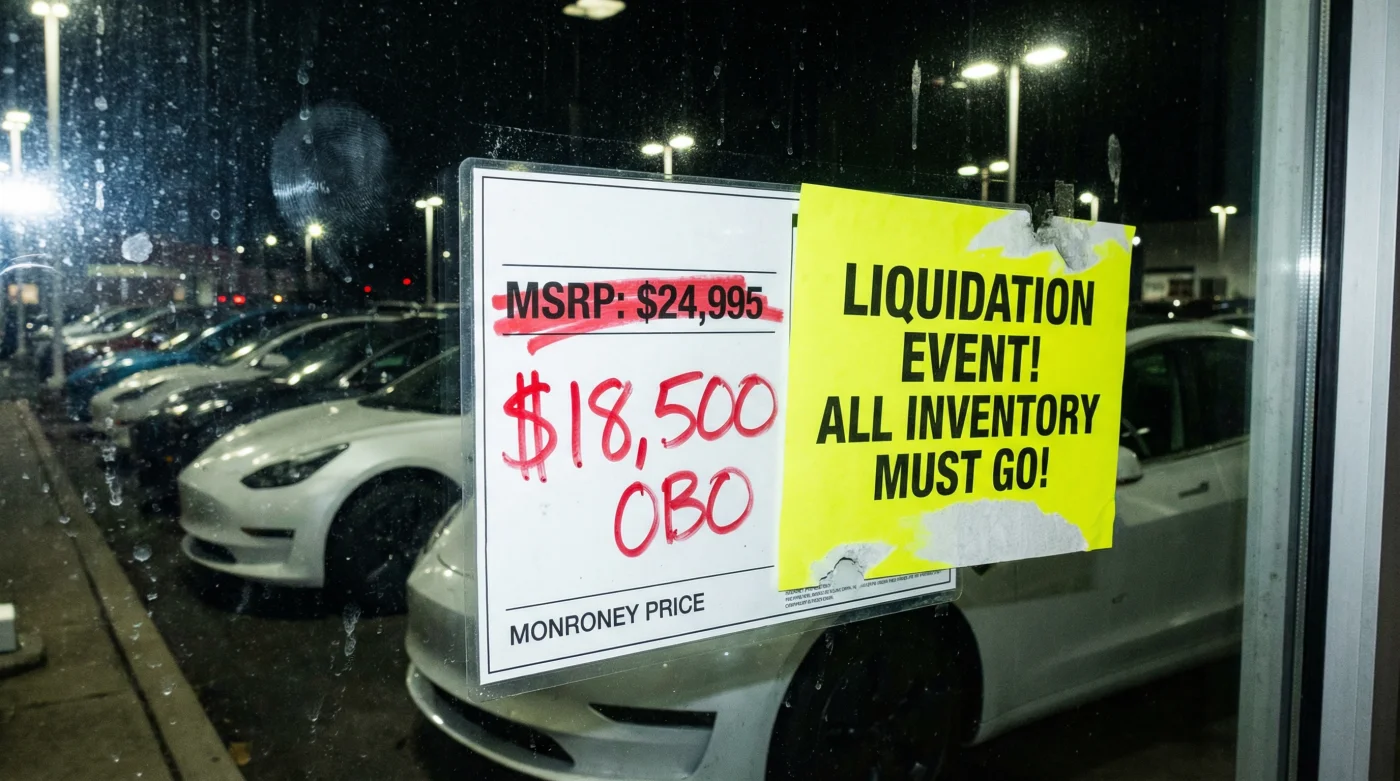 MSRP: $24,995
$18,500
OBO
MONRONEY PRICE
LIQUIDATION
EVENT!
ALL INVENTORY
MUST GO!